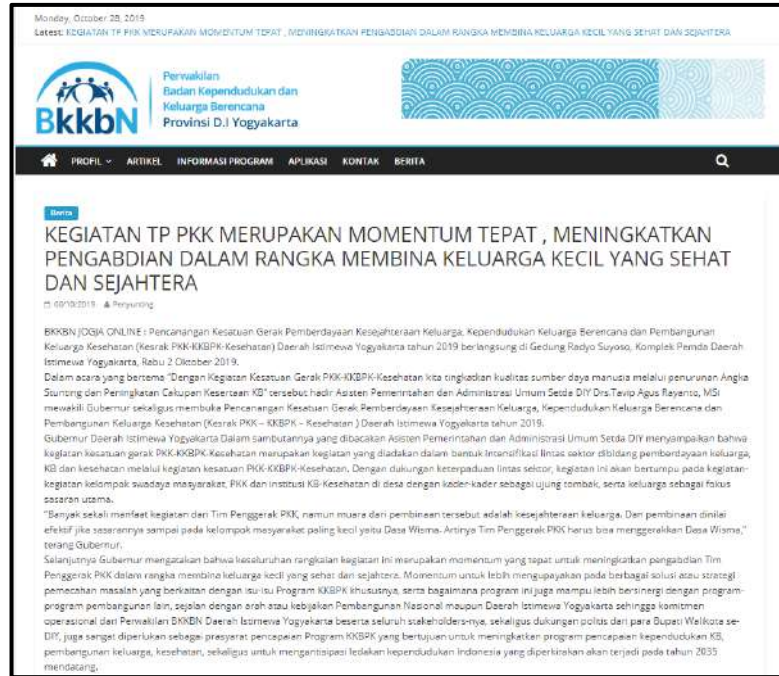 Monday, October 28, 2019
Latest: KEGIATAN TP PKK MERUPAKAN MOMENTUM TEPAT , MENINGKATKAN PENGABDIAN DALAM RANGKA MEMBINA KELUARGA KECIL YANG SEHAT DAN SEJAHTERA
BkkbN
Perwakilan
Badan Kependudukan dan
Keluarga Berencana
Provinsi D.I Yogyakarta
PROFIL ARTIKEL INFORMASI PROGRAM APLIKASI KONTAK BERITA
Berita
KEGIATAN TP PKK MERUPAKAN MOMENTUM TEPAT , MENINGKATKAN
PENGABDIAN DALAM RANGKA MEMBINA KELUARGA KECIL YANG SEHAT
DAN SEJAHTERA
/10/2019 Penyunting
BKKBN JOGJA ONLINE : Pencanangan Kesatuan Gerak Pemberdayaan Kesejahteraan Keluarga, Kependudukan Keluarga Berencana dan Pembangunan
Keluarga Kesehatan (Kesrak PKK-KKBPK-Kesehatan) Daerah Istimewa Yogyakarta tahun 2019 berlangsung di Gedung Radyo Suyoso, Komplek Pemda Daerah
Istimewa Yogyakarta, Rabu 2 Oktober 2019.
Dalam acara yang bertema "Dengan Kegiatan Kesatuan Gerak PKK-KKBPK-Kesehatan kita tingkatkan kualitas sumber daya manusia melalui penurunan Angka
Stunting dan Peningkatan Cakupan Kesertaan KB" tersebut hadir Asisten Pemerintahan dan Administrasi Umum Setda DIY Drs.Tavip Agus Rayanto, MSi
mewakili Gubernur sekaligus membuka Pencanangan Kesatuan Gerak Pemberdayaan Kesejahteraan Keluarga, Kependudukan Keluarga Berencana dan
Pembangunan Keluarga Kesehatan (Kesrak PKK – KKBPK – Kesehatan ) Daerah Istimewa Yogyakarta tahun 2019.
Gubernur Daerah Istimewa Yogyakarta Dalam sambutannya yang dibacakan Asisten Pemerintahan dan Administrasi Umum Setda DIY menyampaikan bahwa
kegiatan kesatuan gerak PKK-KKBPK-Kesehatan merupakan kegiatan yang diadakan dalam bentuk intensifikasi lintas sektor dibidang pemberdayaan keluarga,
KB dan kesehatan melalui kegiatan kesatuan PKK-KKBPK-Kesehatan. Dengan dukungan keterpaduan lintas sektor, kegiatan ini akan bertumpu pada kegiatan-
kegiatan kelompok swadaya masyarakat, PKK dan institusi KB-Kesehatan di desa dengan kader-kader sebagai ujung tombak, serta keluarga sebagai fokus
sasaran utama.
"Banyak sekali manfaat kegiatan dari Tim Penggerak PKK, namun muara dari pembinaan tersebut adalah kesejahteraan keluarga. Dan pembinaan dinilai
efektif jika sasarannya sampai pada kelompok masyarakat paling kecil yaitu Dasa Wisma. Artinya Tim Penggerak PKK harus bisa menggerakkan Dasa Wisma,"
terang Gubernur.
Selanjutnya Gubernur mengatakan bahwa keseluruhan rangkaian kegiatan ini merupakan momentum yang tepat untuk meningkatkan pengabdian Tim
Penggerak PKK dalam rangka membina keluarga kecil yang sehat dan sejahtera. Momentum untuk lebih mengupayakan pada berbagai solusi atau strategi
pemecahan masalah yang berkaitan dengan isu-isu Program KKBPK khususnya, serta bagaimana program ini juga mampu lebih bersinergi dengan program-
program pembangunan lain, sejalan dengan arah atau kebijakan Pembangunan Nasional maupun Daerah Istimewa Yogyakarta sehingga komitmen
operasional dari Perwakilan BKKBN Daerah Istimewa Yogyakarta beserta seluruh stakeholders-nya, sekaligus dukungan politis dari para Bupati Walikota se-
DIY, juga sangat diperlukan sebagai prasyarat pencapaian Program KKBPK yang bertujuan untuk meningkatkan program pencapaian kependudukan KB,
pembangunan keluarga, kesehatan, sekaligus untuk mengantisipasi ledakan kependudukan Indonesia yang diperkirakan akan terjadi pada tahun 2035
mendatang.